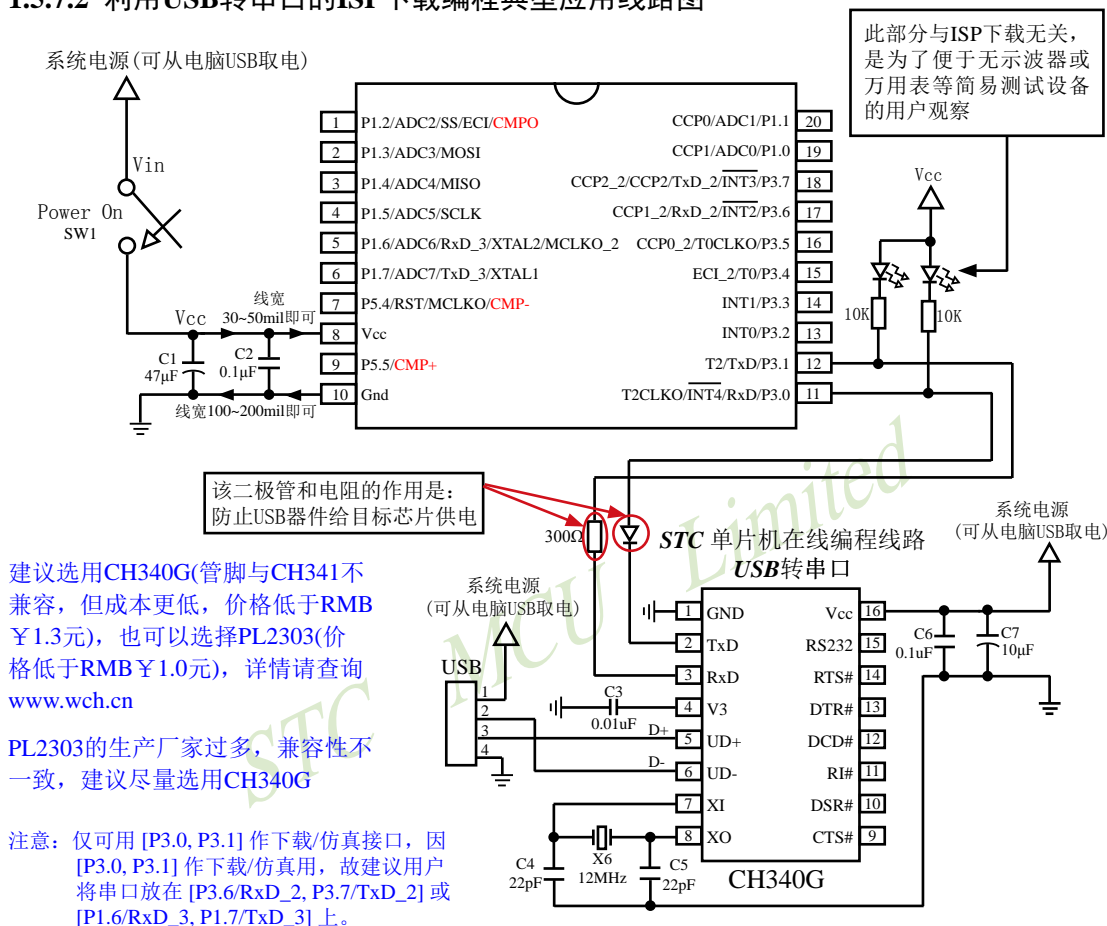 1.5.7.2 利用USB转串口的ISP下载编程典型应用线路图
系统电源(可从电脑USB取电)
此部分与ISP下载无关，
是为了便于无示波器或
万用表等简易测试设备
的用户观察
Vin
Power On
SW1
Vcc
线宽
30~50mil即可
C1
47μF
C2
0.1μF
线宽100~200mil即可
1 P1.2/ADC2/SS/ECI/CMPO
2 P1.3/ADC3/MOSI
3 P1.4/ADC4/MISO
4 P1.5/ADC5/SCLK
5 P1.6/ADC6/RxD_3/XTAL2/MCLKO_2
6 P1.7/ADC7/TxD_3/XTAL1
7 P5.4/RST/MCLKO/CMP-
8 Vcc
9 P5.5/CMP+
10 Gnd
CCP0/ADC1/P1.1 20
CCP1/ADC0/P1.0 19
CCP2_2/CCP2/TxD_2/INT3/P3.7 18
CCP1_2/RxD_2/INT2/P3.6 17
CCP0_2/T0CLKO/P3.5 16
ECI_2/T0/P3.4 15
INT1/P3.3 14
INT0/P3.2 13
T2/TxD/P3.1 12
T2CLKO/INT4/RxD/P3.0 11
Vcc
10K
10K
该二极管和电阻的作用是：
防止USB器件给目标芯片供电
300Ω
STC 单片机在线编程线路
USB转串口
系统电源
(可从电脑USB取电)
建议选用CH340G(管脚与CH341不
兼容，但成本更低，价格低于RMB
￥1.3元)，也可以选择PL2303(价
格低于RMB￥1.0元)，详情请查询
www.wch.cn
PL2303的生产厂家过多，兼容性不
一致，建议尽量选用CH340G
注意：仅可用 [P3.0, P3.1] 作下载/仿真接口，因
[P3.0, P3.1] 作下载/仿真用，故建议用户
将串口放在 [P3.6/RxD_2, P3.7/TxD_2] 或
[P1.6/RxD_3, P1.7/TxD_3] 上。
系统电源
(可从电脑USB取电)
USB
1
2
3
4
C3
0.01uF
D+
D-
1 GND
2 TxD
3 RxD
4 V3
5 UD+
6 UD-
7 XI
8 XO
Vcc 16
RS232 15
RTS# 14
DTR# 13
DCD# 12
RI# 11
DSR# 10
CTS# 9
CH340G
C6
0.1uF
C7
10μF
C4
22pF
X6
12MHz
C5
22pF
STC MCU Limited